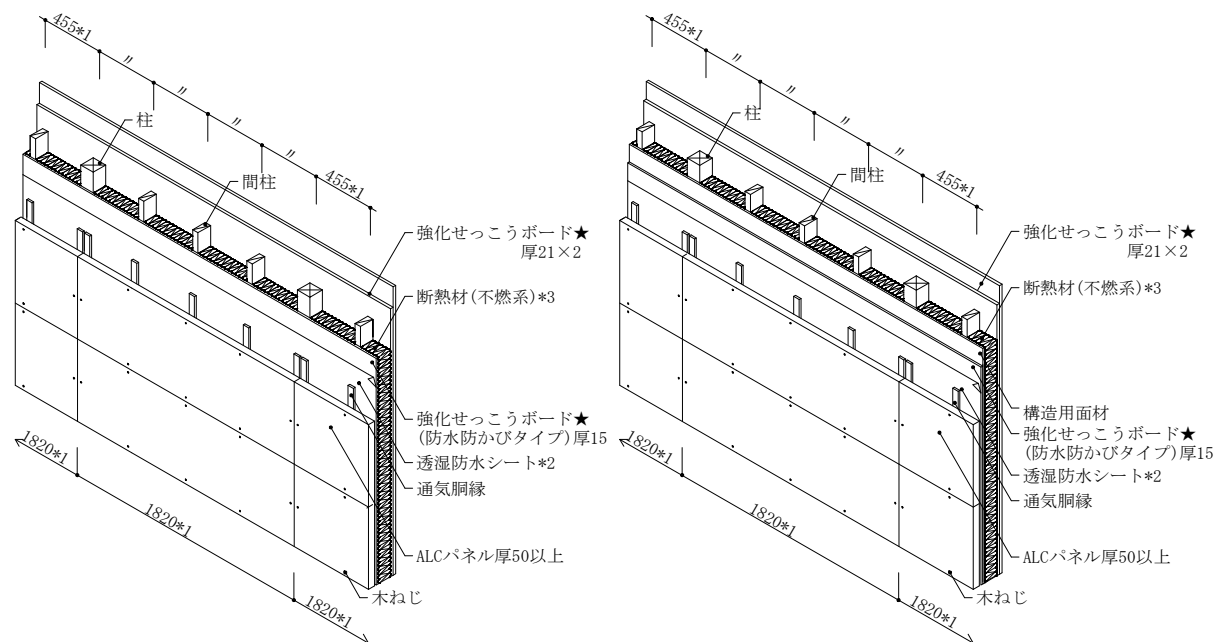 455*1
〃
〃
〃
〃
455*1
柱
間柱
強化せっこうボード★
厚21×2
断熱材(不燃系)*3
強化せっこうボード★
(防水防かびタイプ)厚15
透湿防水シート*2
通気胴縁
ALCパネル厚50以上
木ねじ
1820*1
1820*1
1820*1
455*1
〃
〃
〃
〃
455*1
柱
間柱
強化せっこうボード★
厚21×2
断熱材(不燃系)*3
構造用面材
強化せっこうボード★
(防水防かびタイプ)厚15
透湿防水シート*2
通気胴縁
ALCパネル厚50以上
木ねじ
1820*1
1820*1
1820*1